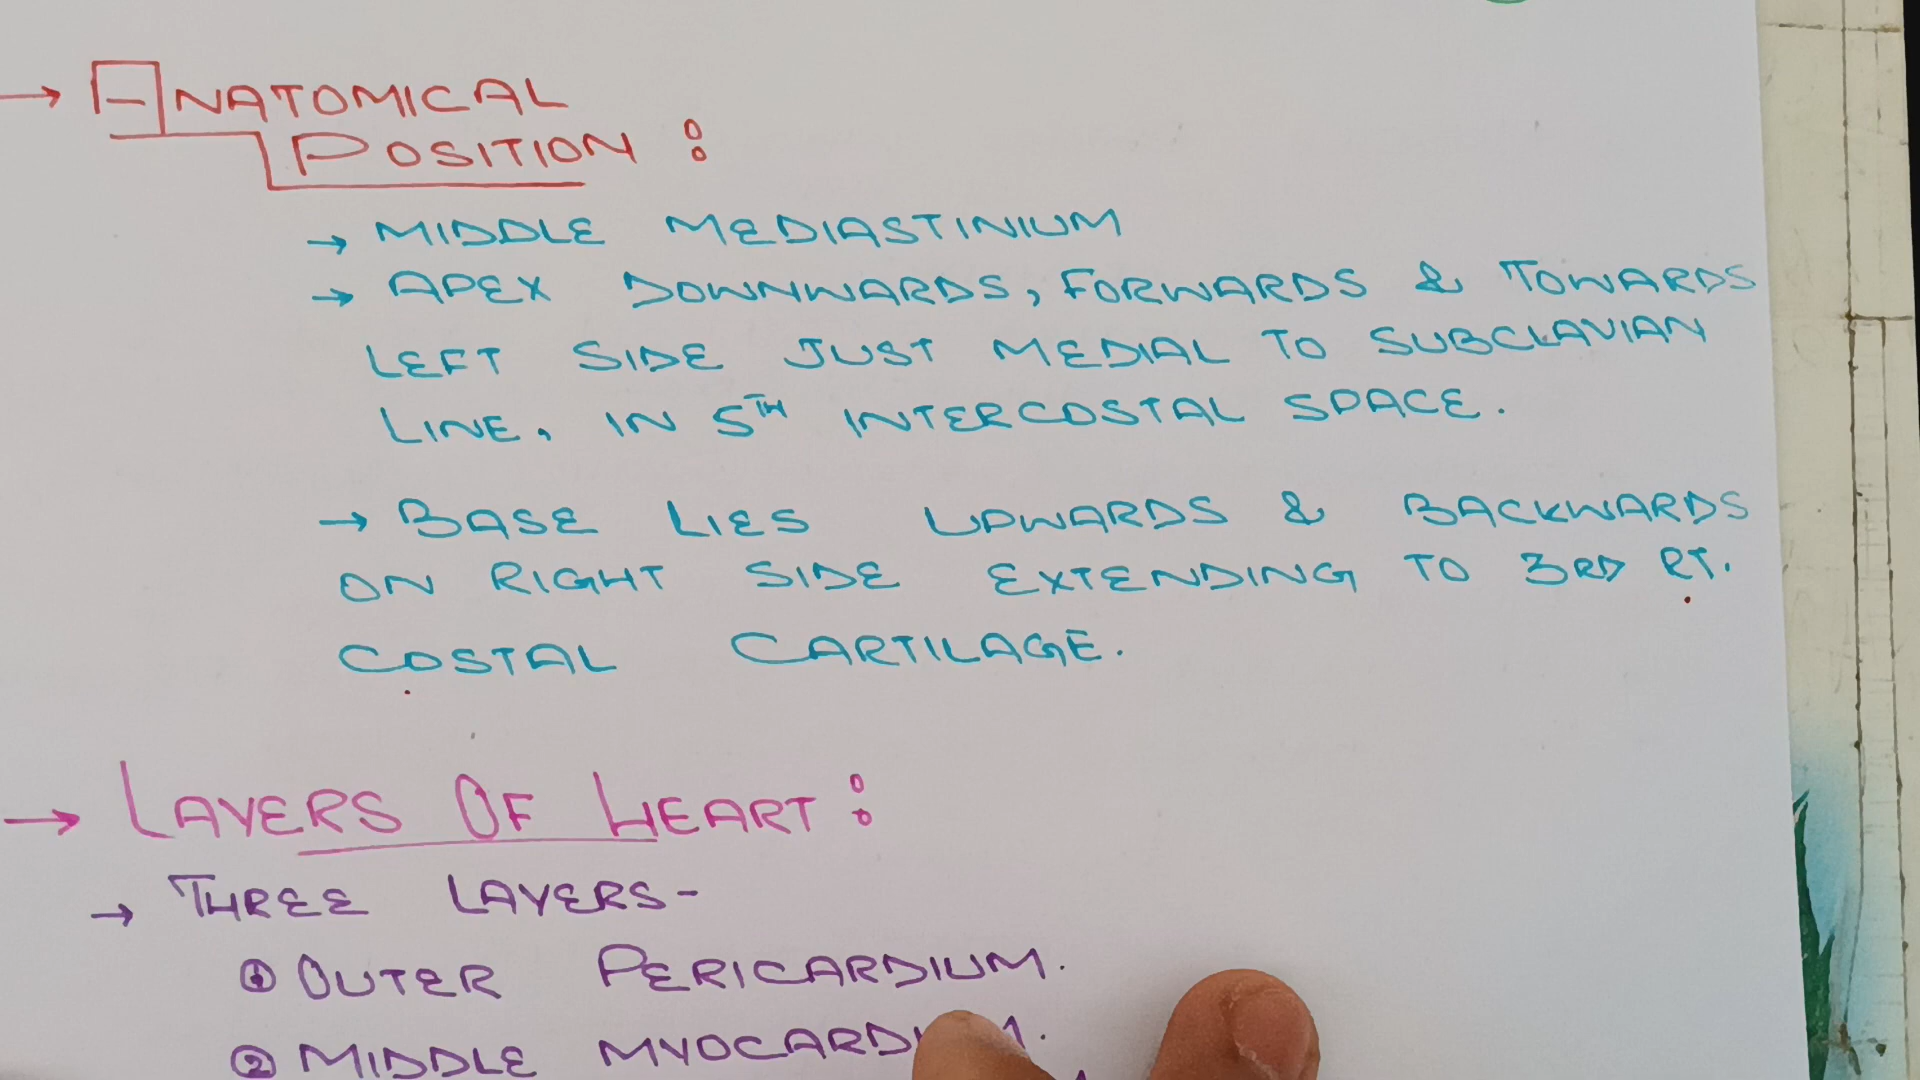 → ANATOMICAL
POSITION :
→ MIDDLE MEDIASTINIUM
→ APEX DOWNWARDS, FORWARDS & TOWARDS
LEFT SIDE JUST MEDIAL TO SUBCLAVIAN
LINE, IN 5TH INTERCOSTAL SPACE.
→ BASE LIES UPWARDS & BACKWARDS
ON RIGHT SIDE EXTENDING TO 3RD RT.
COSTAL CARTILAGE.
→ LAYERS OF HEART :
→ THREE LAYERS-
① OUTER PERICARDIUM.
② MIDDLE MYOCARDIUM.